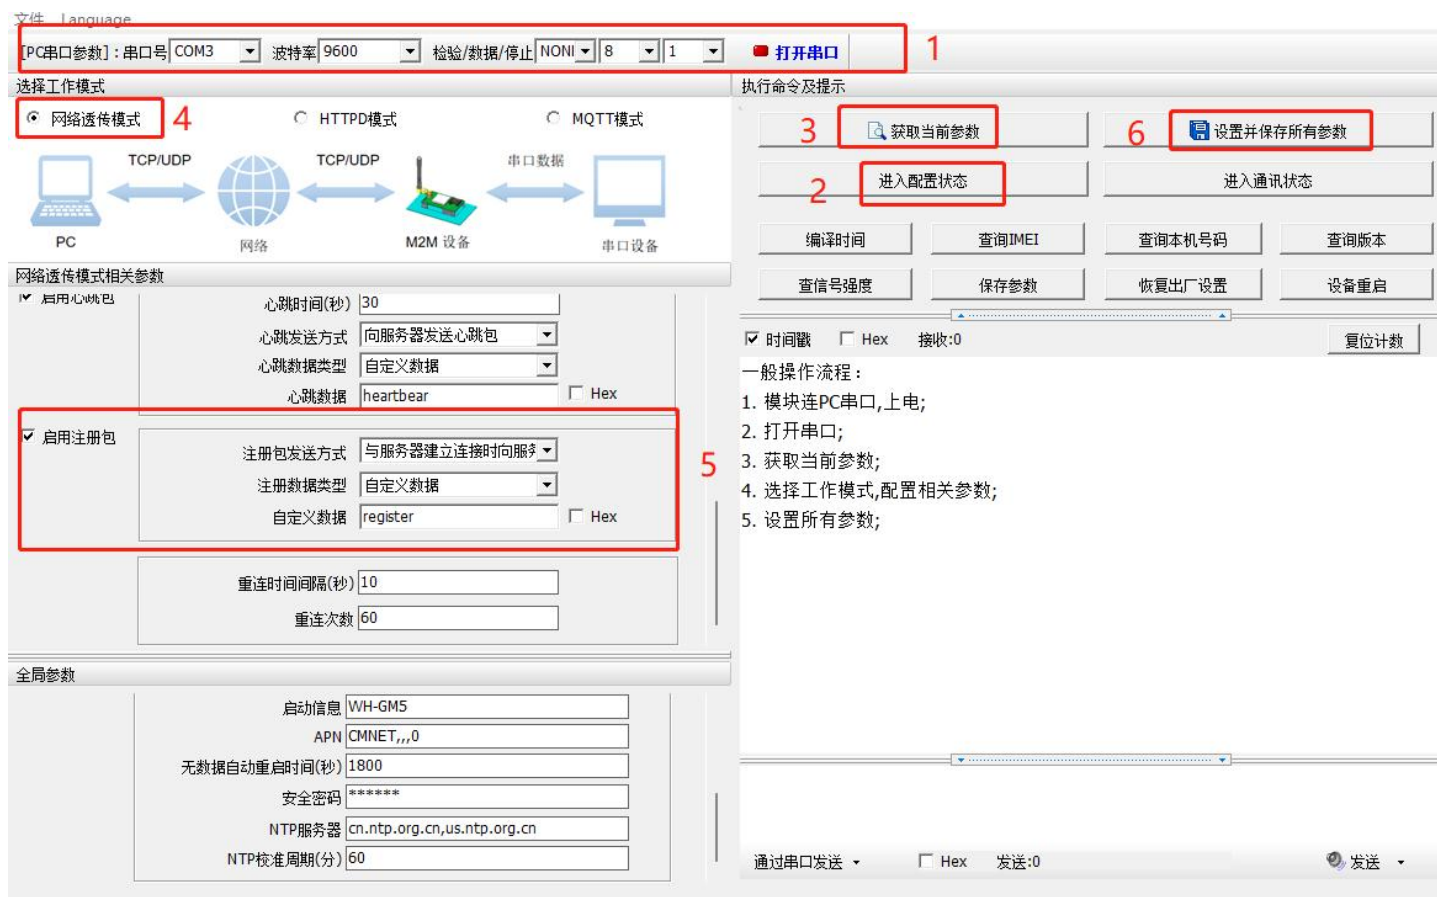 文件 Language
[PC串口参数]：串口号 COM3 波特率 9600 检验/数据/停止 NONI 8 1 打开串口
1
选择工作模式
4
网络透传模式 HTTPD模式 MQTT模式
TCP/UDP TCP/UDP 串口数据
PC 网络 M2M 设备 串口设备
网络透传模式相关参数
启用心跳包
心跳时间(秒) 30
心跳发送方式 向服务器发送心跳包
心跳数据类型 自定义数据
心跳数据 heartbear Hex
启用注册包
注册包发送方式 与服务器建立连接时向服务
注册数据类型 自定义数据
自定义数据 register Hex
5
重连时间间隔(秒) 10
重连次数 60
全局参数
启动信息 WH-GM5
APN CMNET,,,0
无数据自动重启时间(秒) 1800
安全密码 ******
NTP服务器 cn.ntp.org.cn,us.ntp.org.cn
NTP校准周期(分) 60
执行命令及提示
3 获取当前参数 6 设置并保存所有参数
2 进入配置状态 进入通讯状态
编译时间 查询IMEI 查询本机号码 查询版本
查信号强度 保存参数 恢复出厂设置 设备重启
时间戳 Hex 接收:0 复位计数
一般操作流程：
1. 模块连PC串口,上电;
2. 打开串口;
3. 获取当前参数;
4. 选择工作模式,配置相关参数;
5. 设置所有参数;
通过串口发送 Hex 发送:0 发送